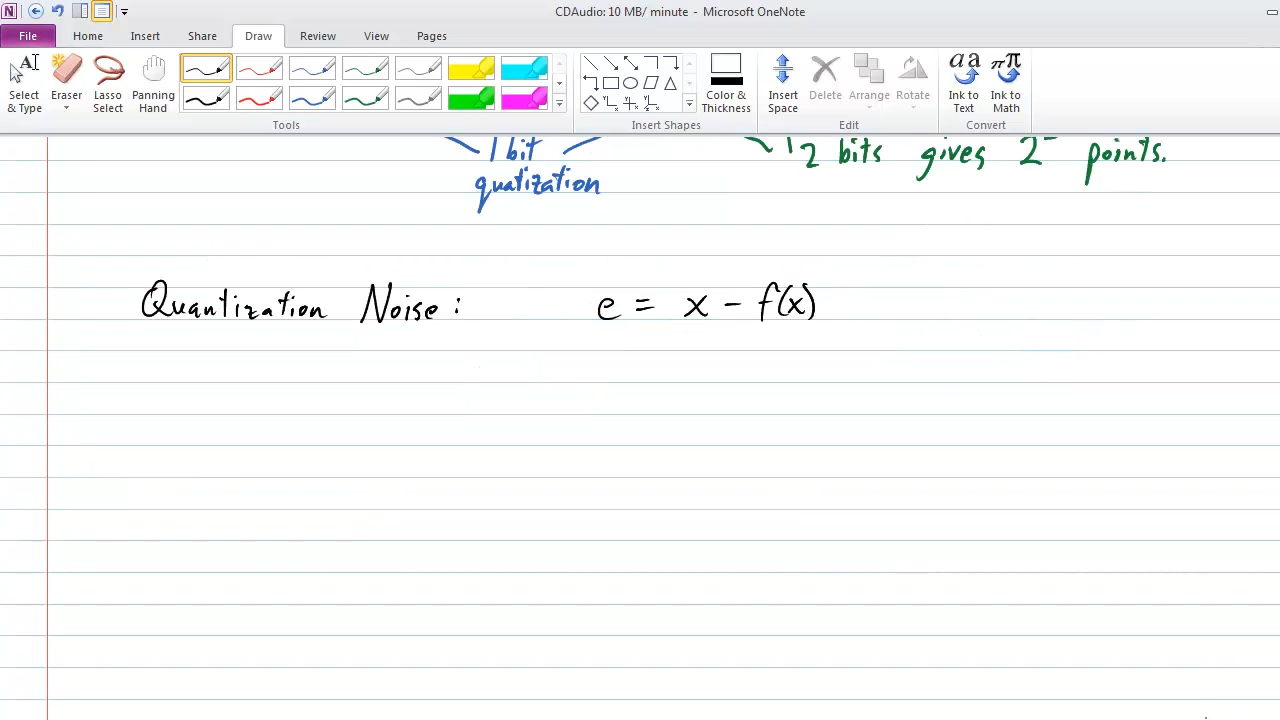 CDAudio: 10 MB/ minute - Microsoft OneNote
File Home Insert Share Draw Review View Pages
Select & Type Eraser Lasso Select Panning Hand Color & Thickness Insert Space Delete Arrange Rotate Ink to Text Ink to Math
Tools Insert Shapes Edit Convert
1 bit
quatization
2 bits gives 2 points.
Quantization Noise: e = x - f(x)